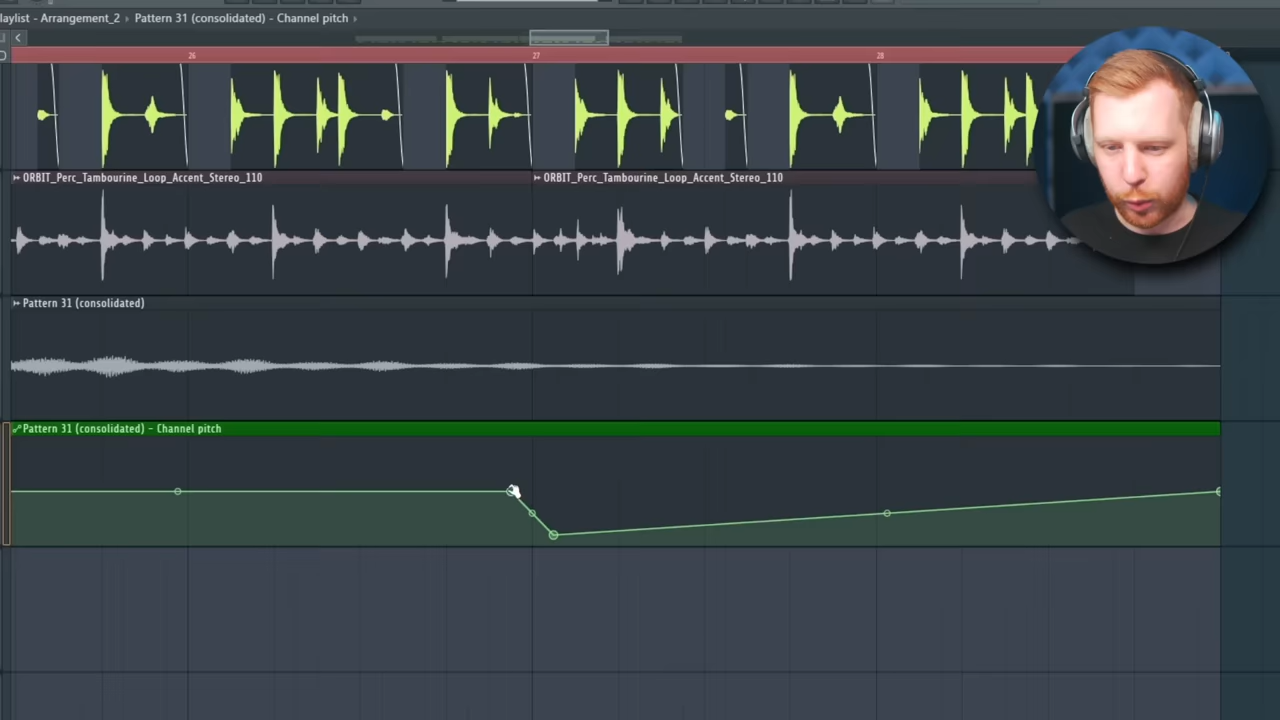 laylist - Arrangement_2 › Pattern 31 (consolidated) - Channel pitch ›
26 27 28
ORBIT_Perc_Tambourine_Loop_Accent_Stereo_110 ORBIT_Perc_Tambourine_Loop_Accent_Stereo_110
Pattern 31 (consolidated)
Pattern 31 (consolidated) - Channel pitch